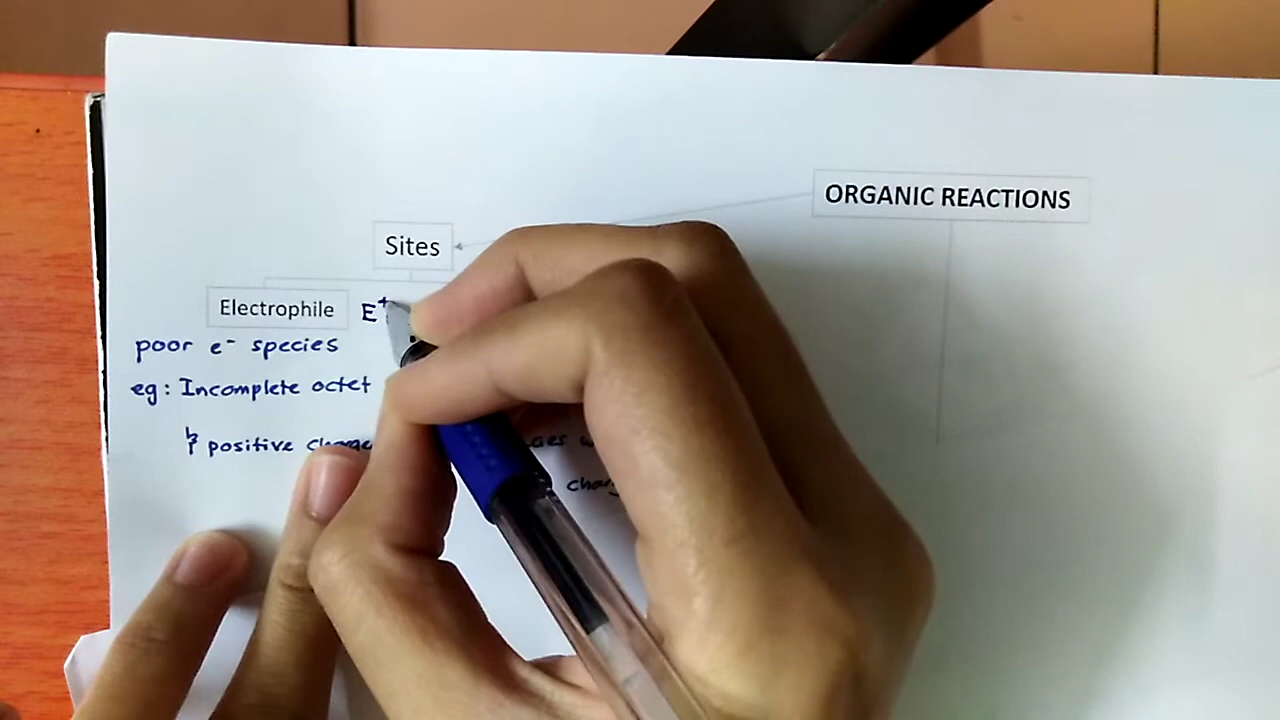 ORGANIC REACTIONS
Sites
Electrophile E⁺
poor e⁻ species
eg: Incomplete octet
↳ positive charge